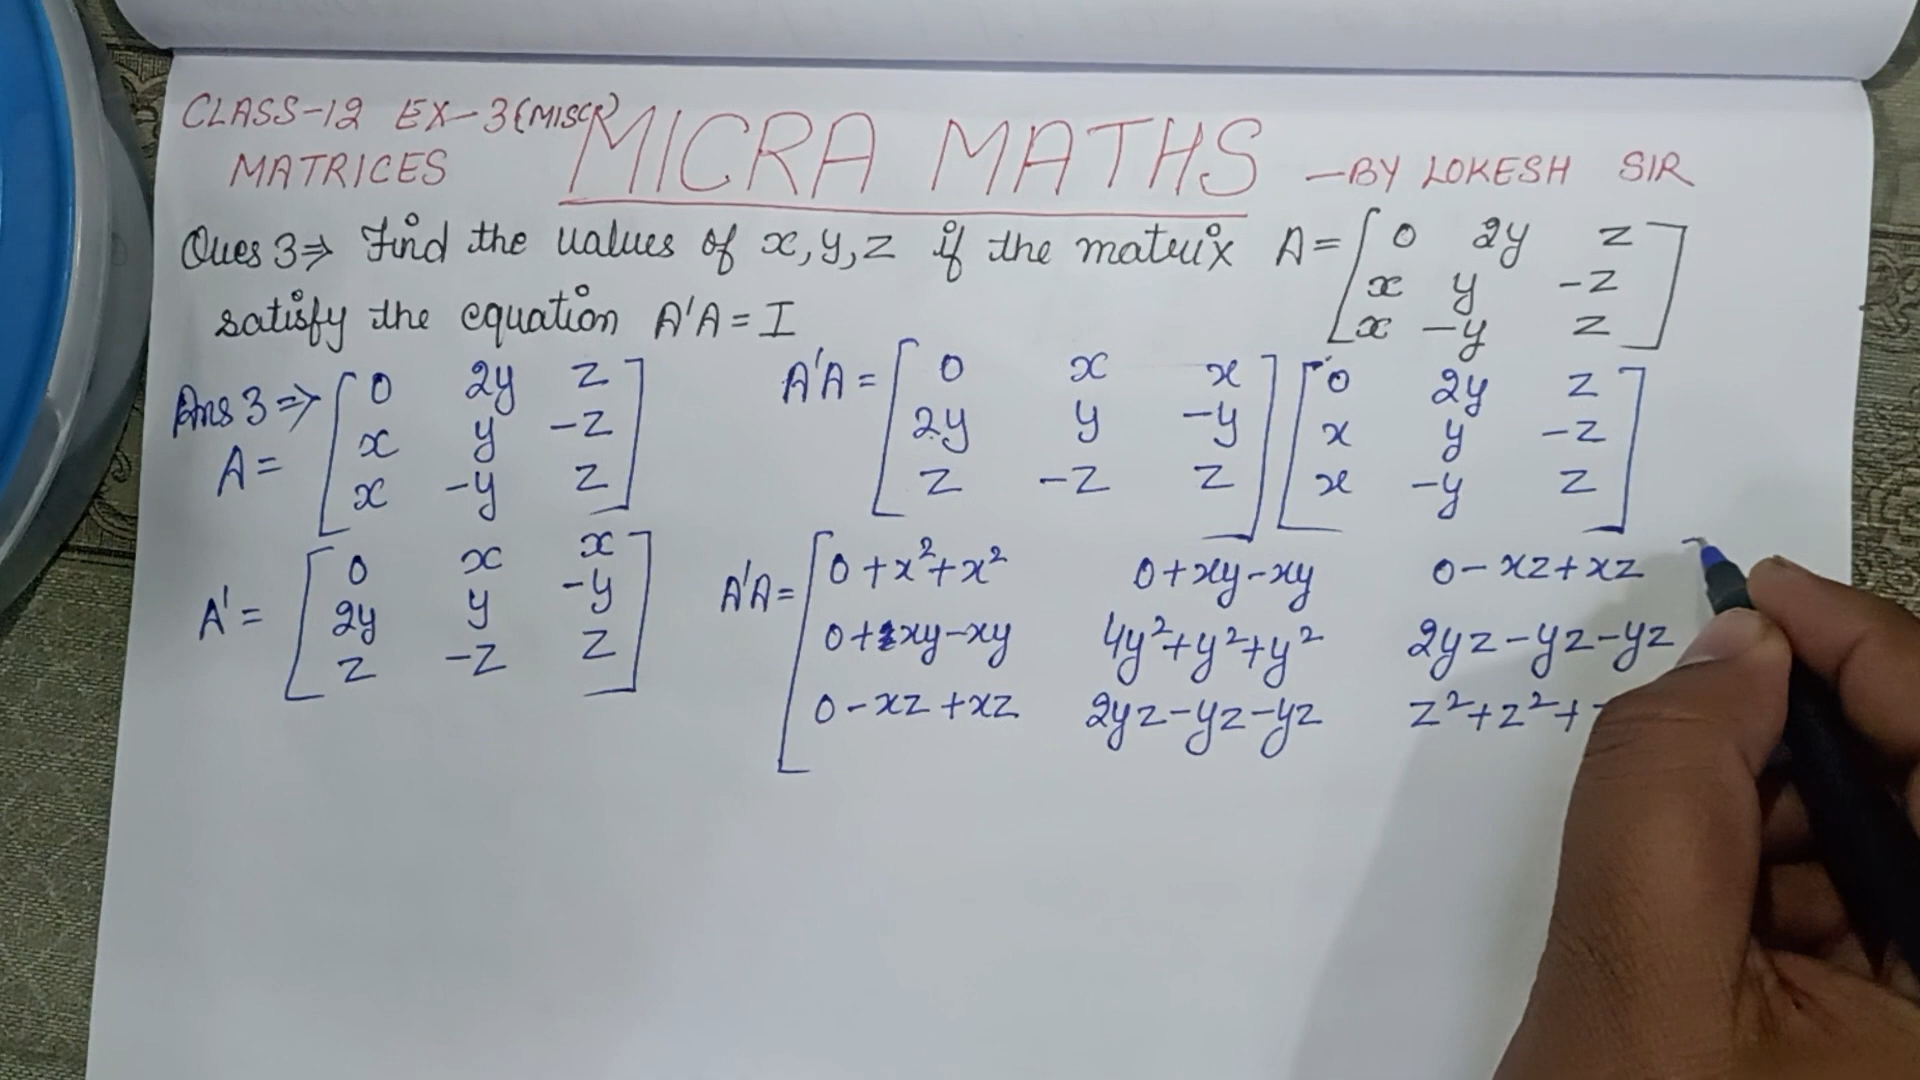 CLASS-12 EX-3(MISC)
MATRICES
MICRA MATHS
-BY LOKESH SIR
Ques 3⇒ Find the values of x, y, z if the matrix A = [0 2y z
x y -z
x -y z]
satisfy the equation A'A = I
Ans 3⇒
A = [0 2y z
x y -z
x -y z]
A' = [0 x x
2y y -y
z -z z]
A'A = [0 x x
2y y -y
z -z z] [0 2y z
x y -z
x -y z]
A'A = [0+x²+x² 0+xy-xy 0-xz+xz
0+xy-xy 4y²+y²+y² 2yz-yz-yz
0-xz+xz 2yz-yz-yz z²+z²+